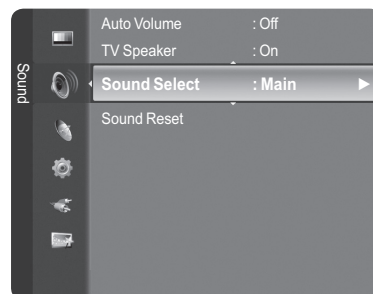 Sound
Auto Volume : Off
TV Speaker : On
Sound Select : Main
Sound Reset